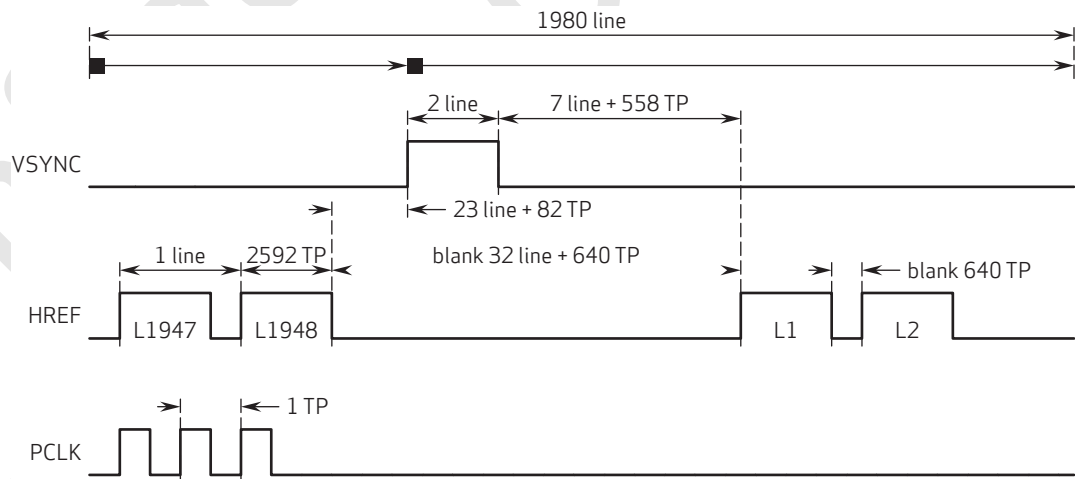 1980 line
2 line
7 line + 558 TP
VSYNC
23 line + 82 TP
1 line
2592 TP
blank 32 line + 640 TP
blank 640 TP
HREF
L1947
L1948
L1
L2
1 TP
PCLK